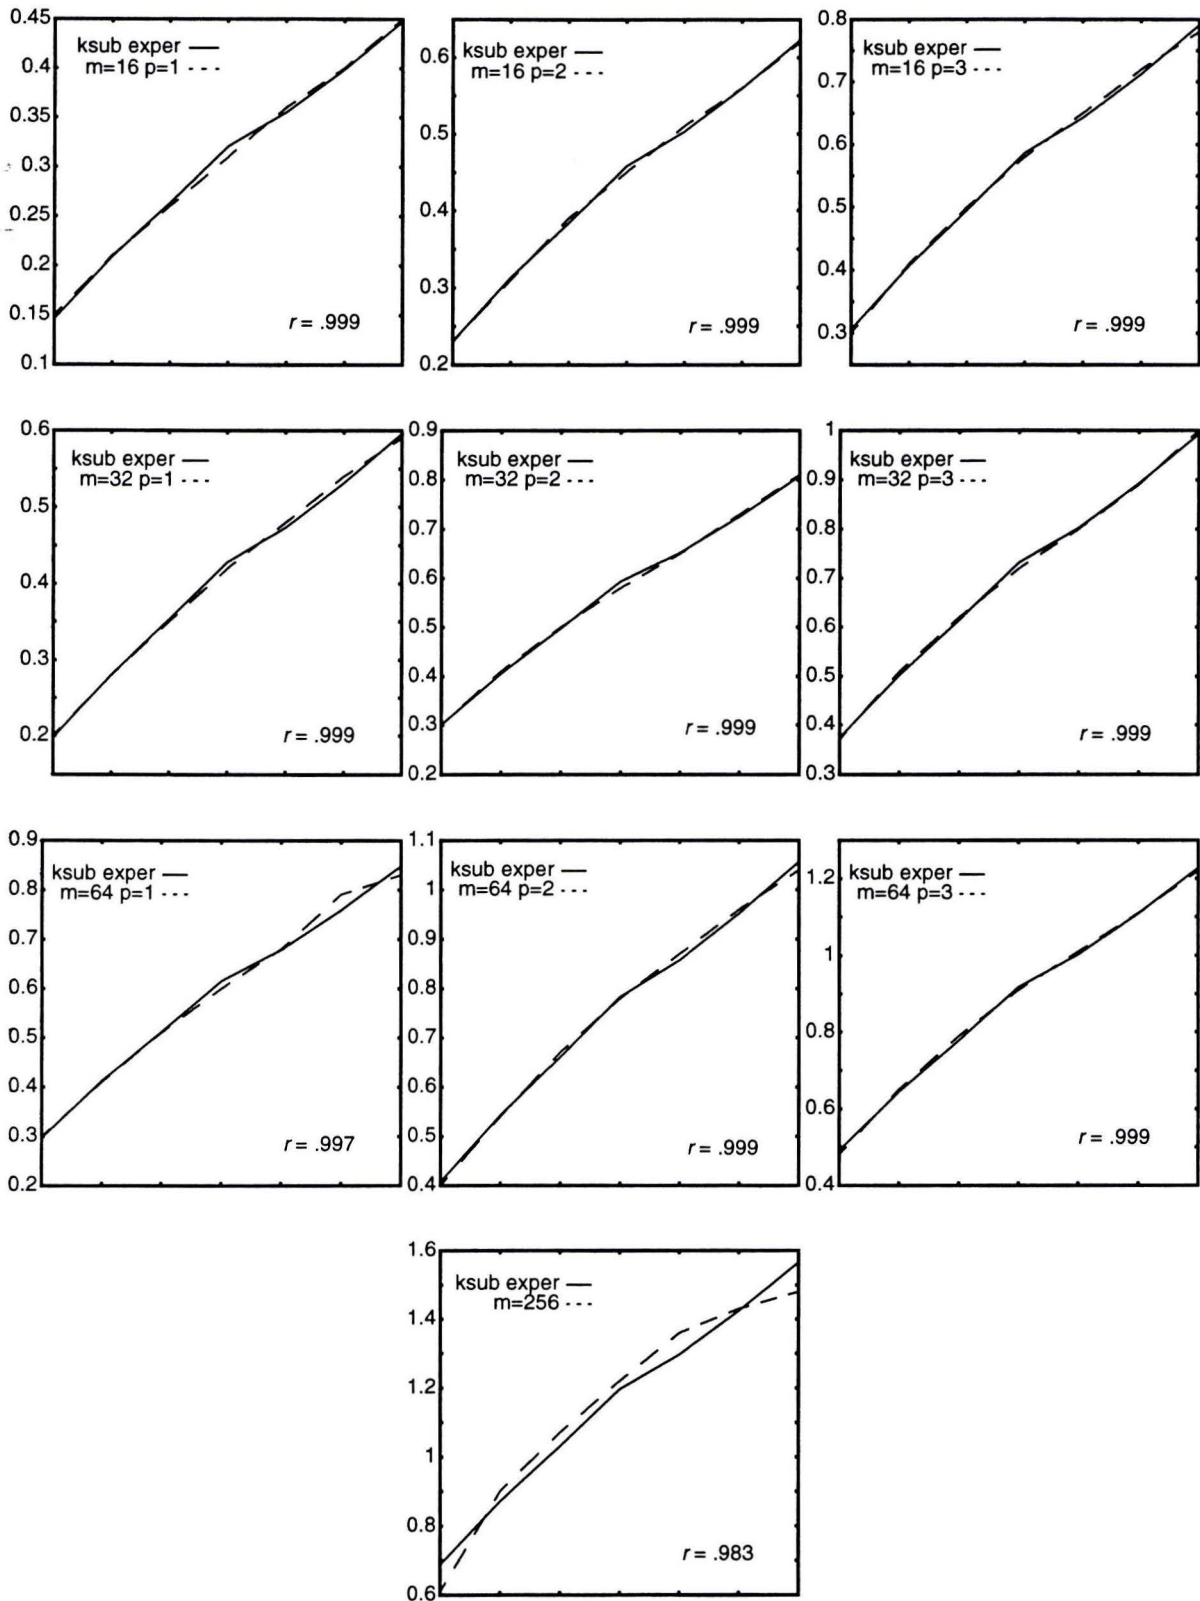 0.45
ksub exper
m=16 p=1
0.4
0.35
0.3
0.25
0.2
0.15
0.1
r = .999
0.6
ksub exper
m=16 p=2
0.5
0.4
0.3
0.2
r = .999
0.8
ksub exper
m=16 p=3
0.7
0.6
0.5
0.4
0.3
r = .999
0.6
ksub exper
m=32 p=1
0.5
0.4
0.3
0.2
r = .999
0.9
ksub exper
m=32 p=2
0.8
0.7
0.6
0.5
0.4
0.3
0.2
r = .999
1
ksub exper
m=32 p=3
0.9
0.8
0.7
0.6
0.5
0.4
0.3
r = .999
0.9
ksub exper
m=64 p=1
0.8
0.7
0.6
0.5
0.4
0.3
0.2
r = .997
1.1
ksub exper
m=64 p=2
1
0.9
0.8
0.7
0.6
0.5
0.4
r = .999
ksub exper
m=64 p=3
1.2
1
0.8
0.6
0.4
r = .999
1.6
ksub exper
m=256
1.4
1.2
1
0.8
0.6
r = .983